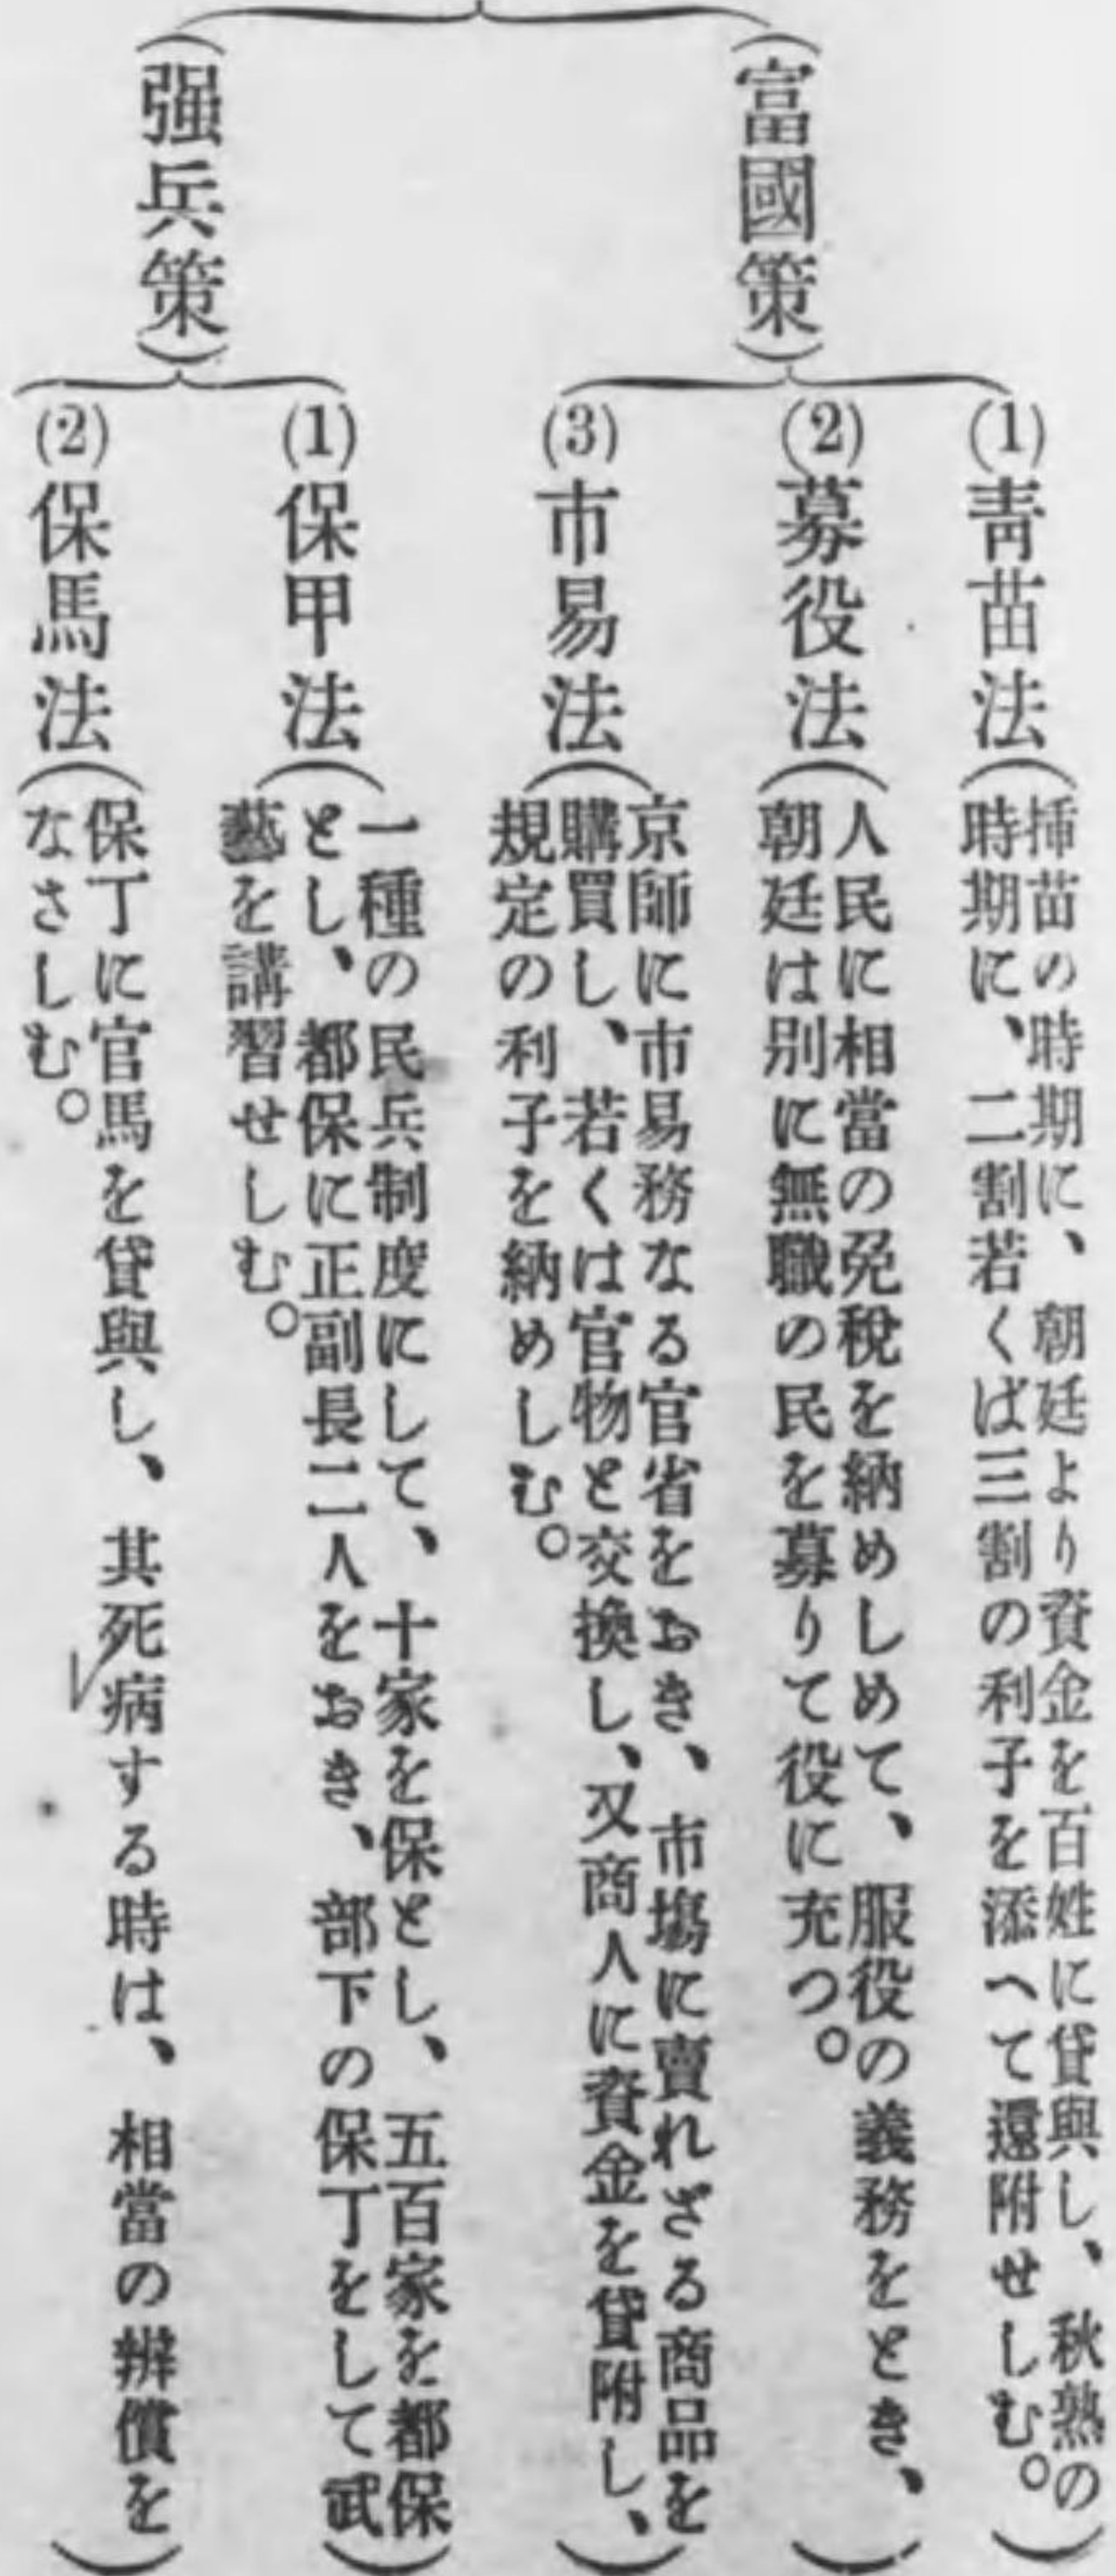 (富國策)
(1)靑苗法(
揷苗の時期に、朝廷より資金を百姓に貸與し、秋熟の
時期に、二割若くば三割の利子を添へて還附せしむ。)
(2)募役法(
人民に相當の免稅を納めしめて、服役の義務をとき、
朝廷は別に無職の民を募りて役に充つ。)
(3)市易法(
京師に市易務なる官省をおき、市塲に賣れざる商品を
購買し、若くは官物と交換し、又商人に資金を貸附し、
規定の利子を納めしむ。)
(强兵策)
(1)保甲法(
一種の民兵制度にして、十家を保とし、五百家を都保
とし、都保に正副長二人をおき、部下の保丁をして武
藝を講習せしむ。)
(2)保馬法(
保丁に官馬を貸與し、其死病する時は、相當の辨償を
なさしむ。)